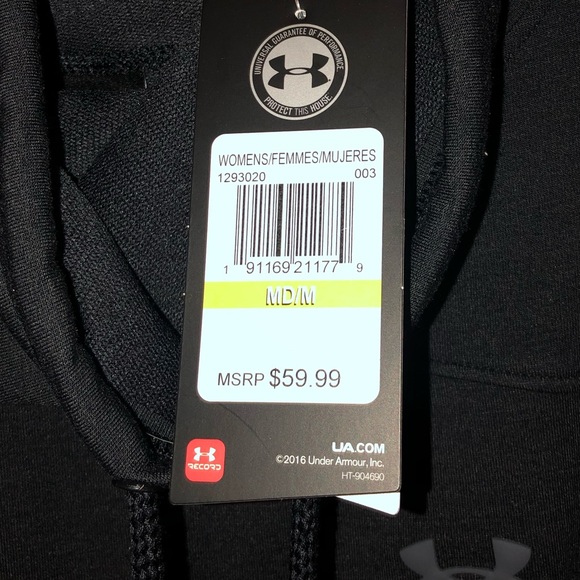 UNIVERSAL GUARANTEE OF PERFORMANCE
PROTECT THIS HOUSE
WOMENS/FEMMES/MUJERES
1293020 003
1 91169 21177 9
MD/M
MSRP $59.99
UA.COM
©2016 Under Armour, Inc.
HT-904690
RECORD